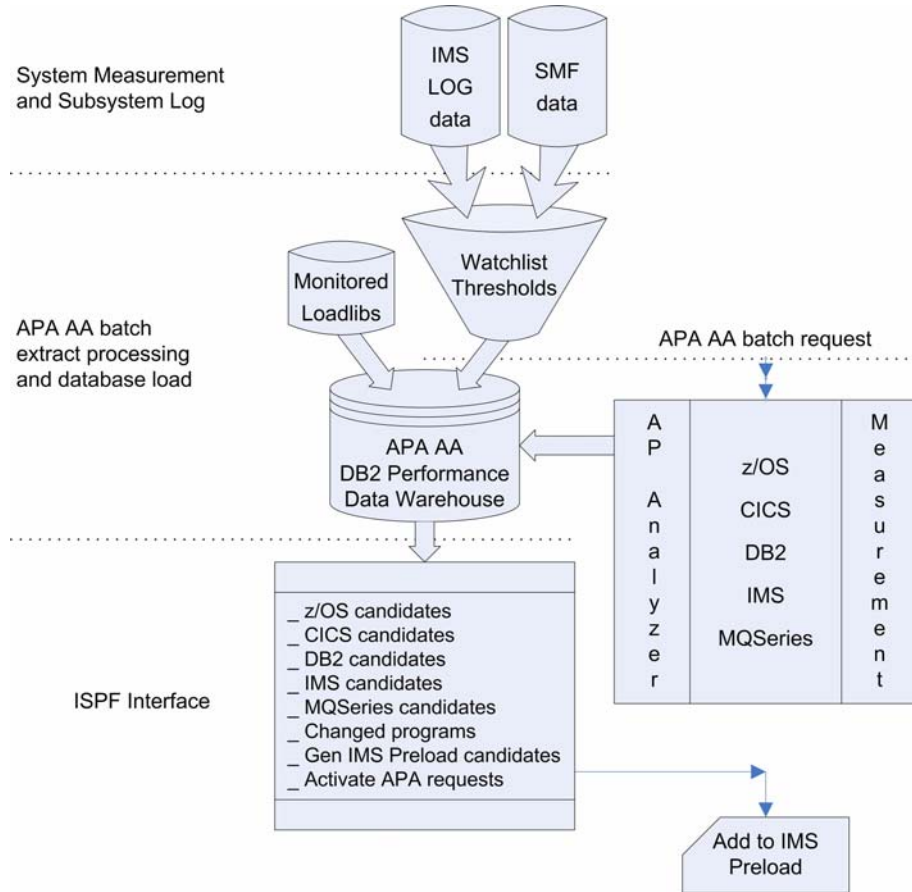 System Measurement
and Subsystem Log
IMS
LOG
data
SMF
data
Watchlist
Thresholds
Monitored
Loadlibs
APA AA batch
extract processing
and database load
APA AA batch request
APA AA
DB2 Performance
Data Warehouse
AP Analyzer
z/OS
CICS
DB2
IMS
MQSeries
Measurement
ISPF Interface
_ z/OS candidates
_ CICS candidates
_ DB2 candidates
_ IMS candidates
_ MQSeries candidates
_ Changed programs
_ Gen IMS Preload candidates
_ Activate APA requests
Add to IMS
Preload